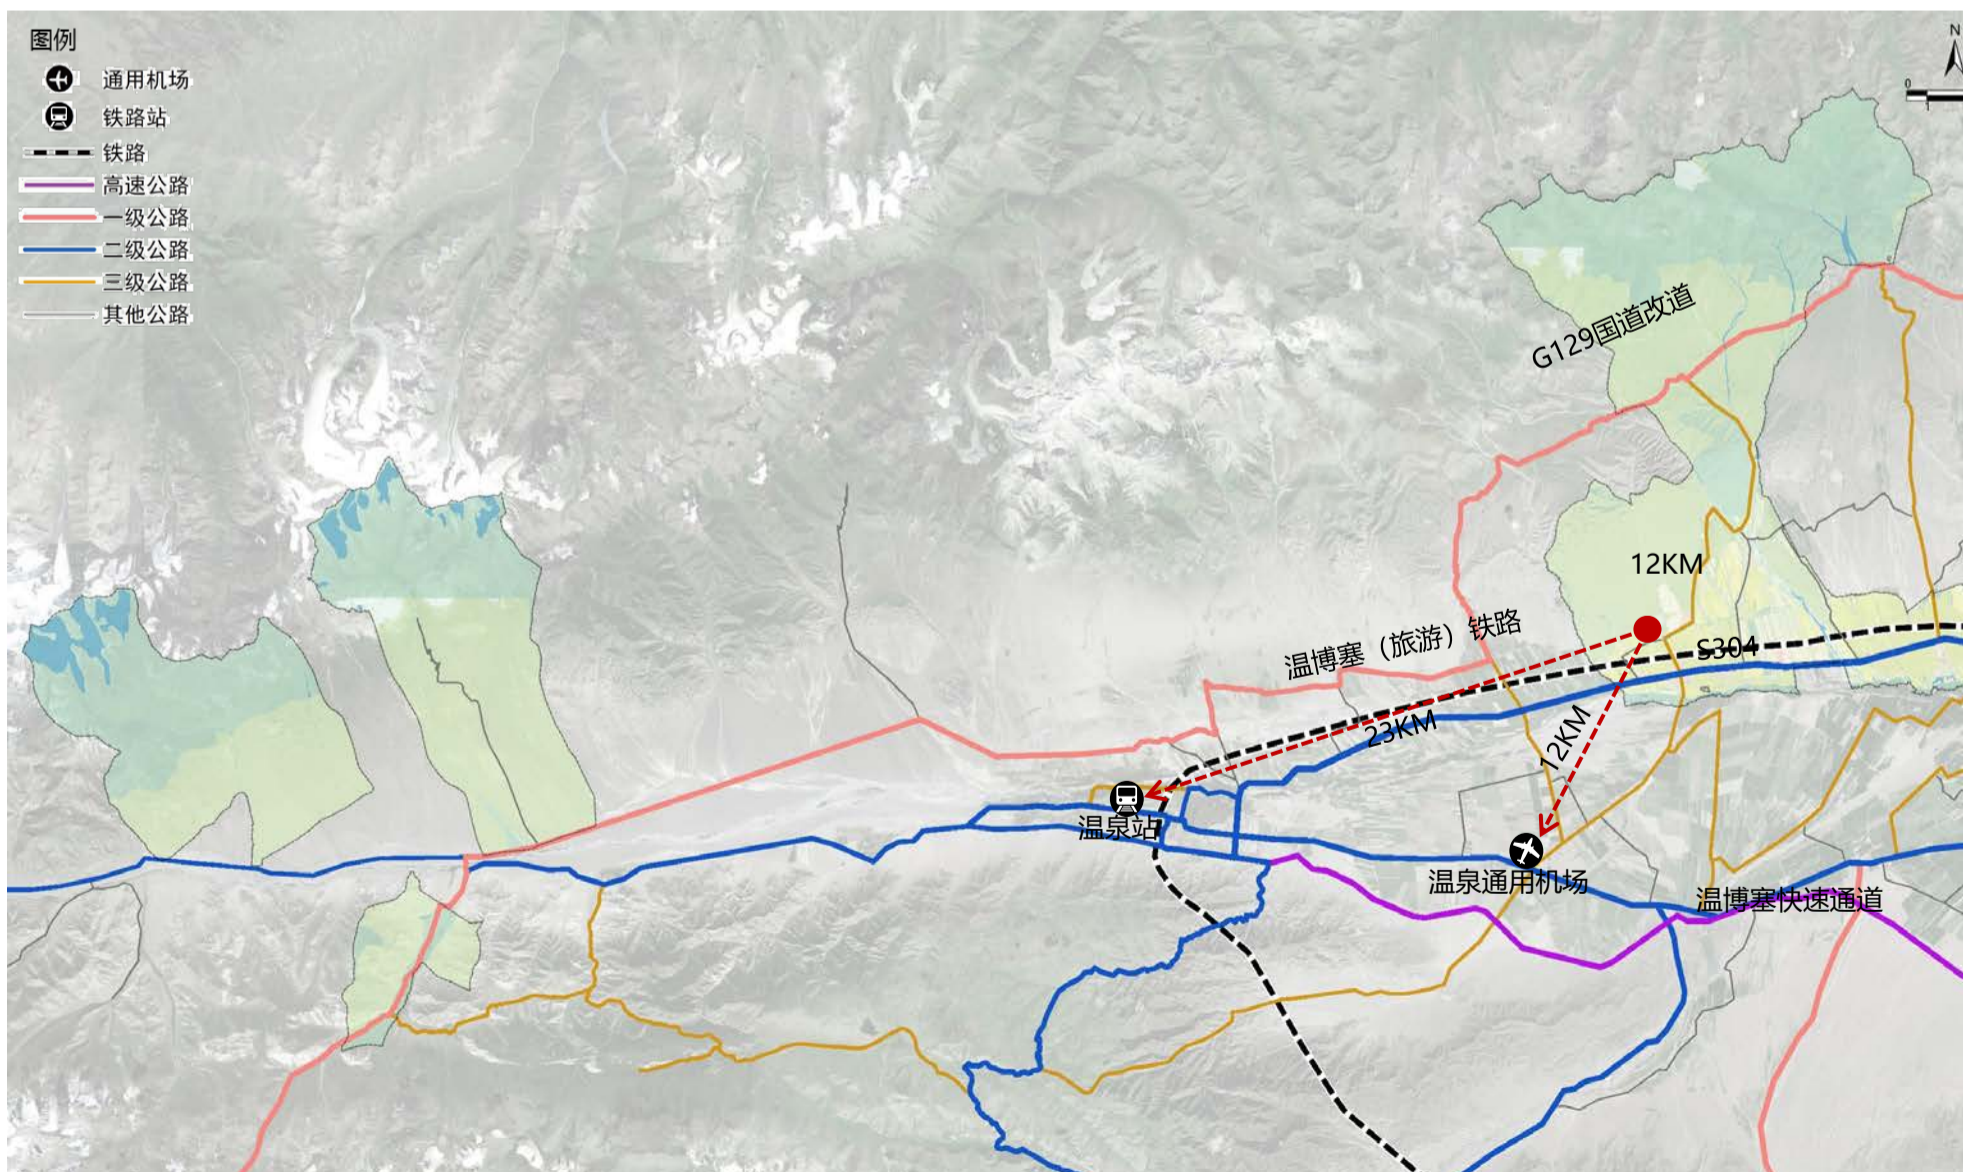 图例
通用机场
铁路站
铁路
高速公路
一级公路
二级公路
三级公路
其他公路
N
0
1
G129国道改道
12KM
温博塞（旅游）铁路
S304
23KM
12KM
温泉站
温泉通用机场
温博塞快速通道